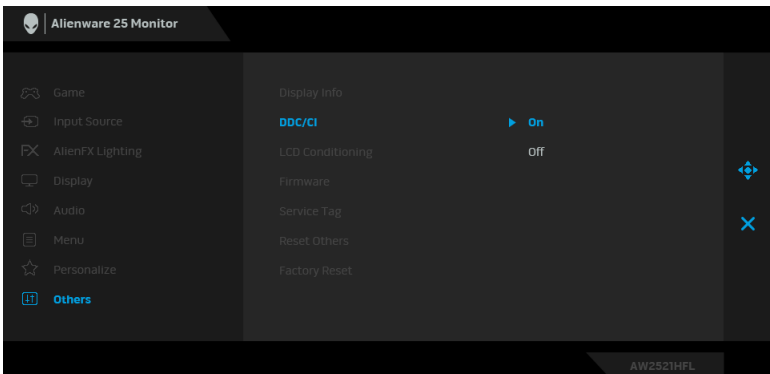 Alienware 25 Monitor
Game
Input Source
FX AlienFX Lighting
Display
Audio
Menu
Personalize
Others
Display Info
DDC/CI
On
LCD Conditioning
Off
Firmware
Service Tag
Reset Others
Factory Reset
AW2521HFL